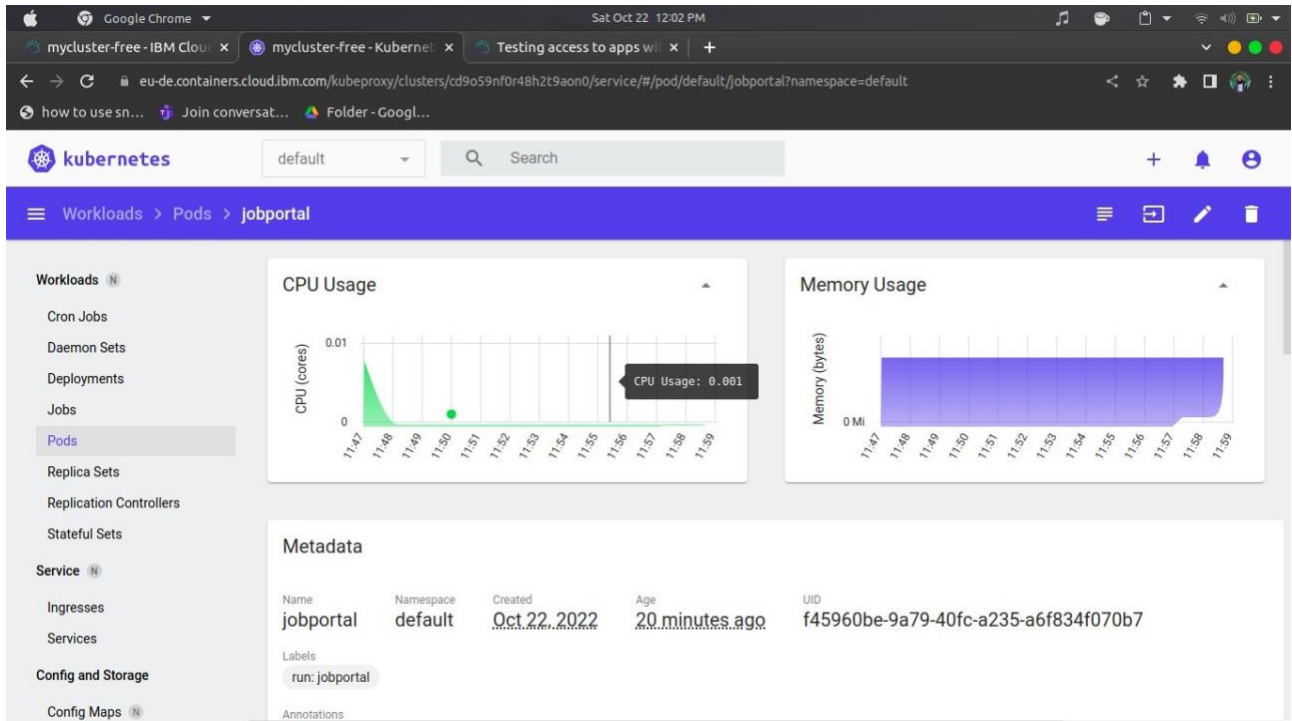 Google Chrome
Sat Oct 22 12:02 PM
mycluster-free - IBM Clou
mycluster-free - Kubernet
Testing access to apps wi
eu-de.containers.cloud.ibm.com/kubeproxy/clusters/cd9o59nf0r48h2t9aon0/service/#/pod/default/jobportal?namespace=default
how to use sn...
Join conversat...
Folder - Googl...
kubernetes
default
Search
Workloads > Pods > jobportal
Workloads N
Cron Jobs
Daemon Sets
Deployments
Jobs
Pods
Replica Sets
Replication Controllers
Stateful Sets
Service N
Ingresses
Services
Config and Storage
Config Maps N
CPU Usage
CPU (cores)
0.01
0
CPU Usage: 0.001
11:47 11:48 11:49 11:50 11:51 11:52 11:53 11:54 11:55 11:56 11:57 11:58 11:59
Memory Usage
Memory (bytes)
0 Mi
11:47 11:48 11:49 11:50 11:51 11:52 11:53 11:54 11:55 11:56 11:57 11:58 11:59
Metadata
Name Namespace Created Age UID
jobportal default Oct 22, 2022 20 minutes ago f45960be-9a79-40fc-a235-a6f834f070b7
Labels
run: jobportal
Annotations